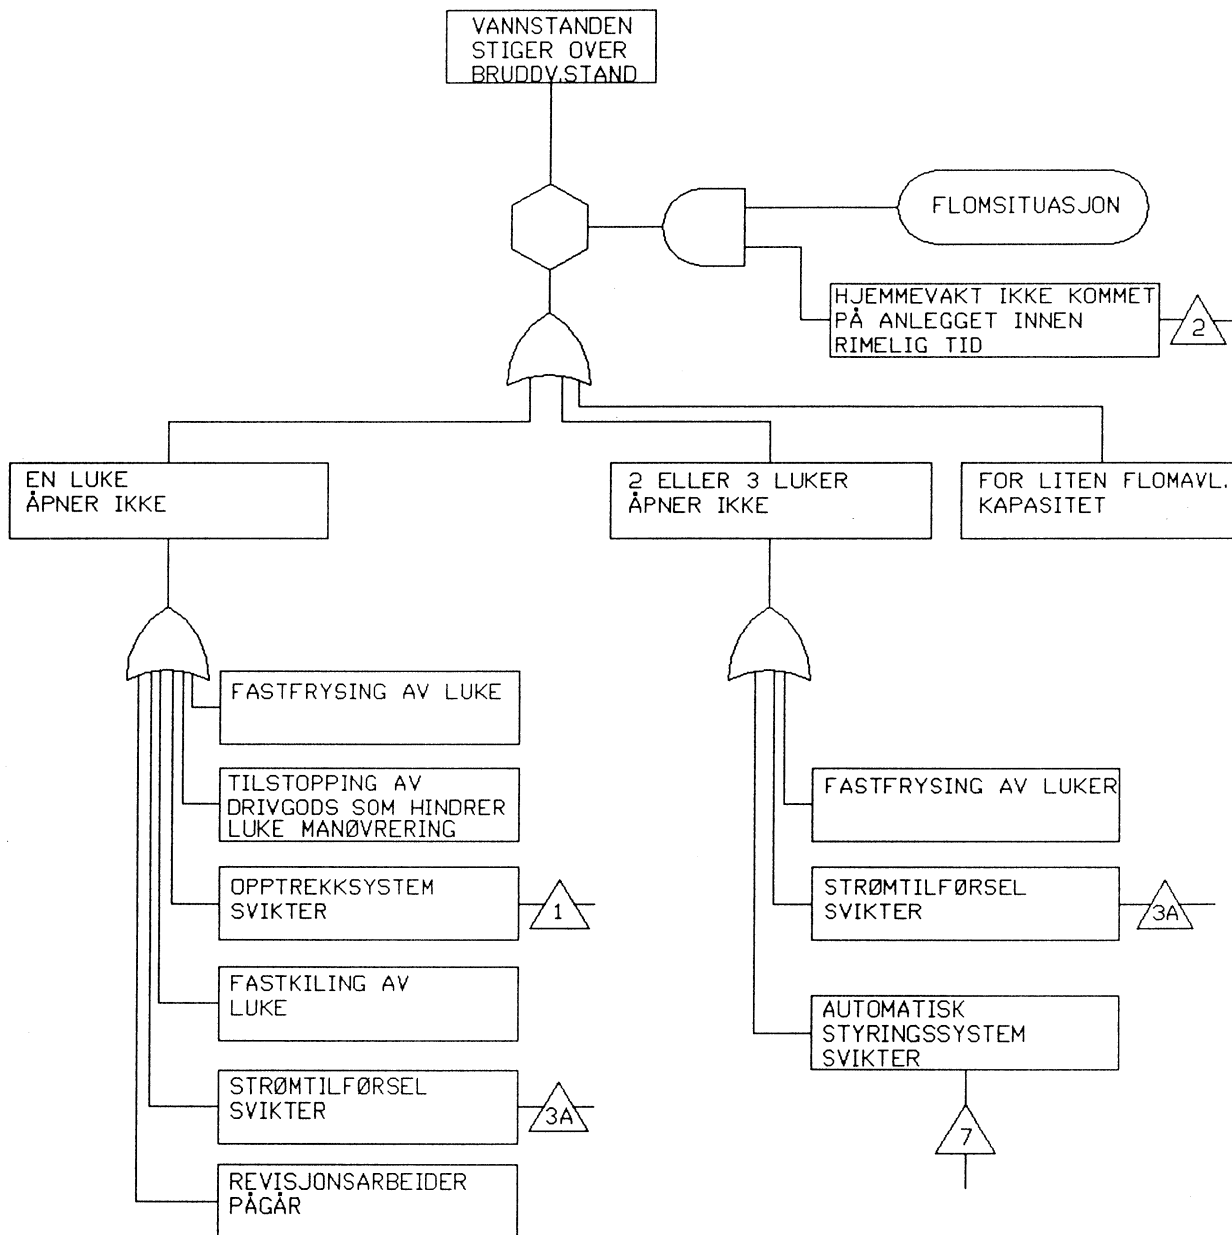 VANNSTANDEN
STIGER OVER
BRUDDV.STAND
FLOMSITUASJON
HJEMMEVAKT IKKE KOMMET
PÅ ANLEGGET INNEN
RIMELIG TID
2
EN LUKE
ÅPNER IKKE
2 ELLER 3 LUKER
ÅPNER IKKE
FOR LITEN FLOMAVL.
KAPASITET
FASTFRYSING AV LUKE
TILSTOPPING AV
DRIVGODS SOM HINDRER
LUKE MANØVRERING
OPPTREKKSYSTEM
SVIKTER
1
FASTKILING AV
LUKE
STRØMTILFØRSEL
SVIKTER
3A
REVISJONSARBEIDER
PÅGÅR
FASTFRYSING AV LUKER
STRØMTILFØRSEL
SVIKTER
3A
AUTOMATISK
STYRINGSSYSTEM
SVIKTER
7